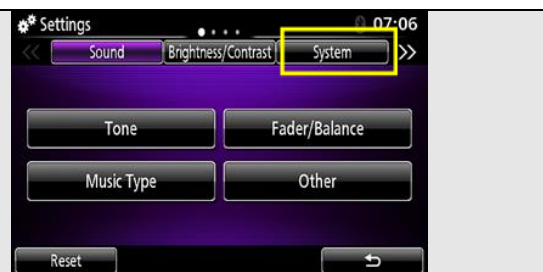 Settings 07:06
Sound Brightness/Contrast System
Tone Fader/Balance
Music Type Other
Reset